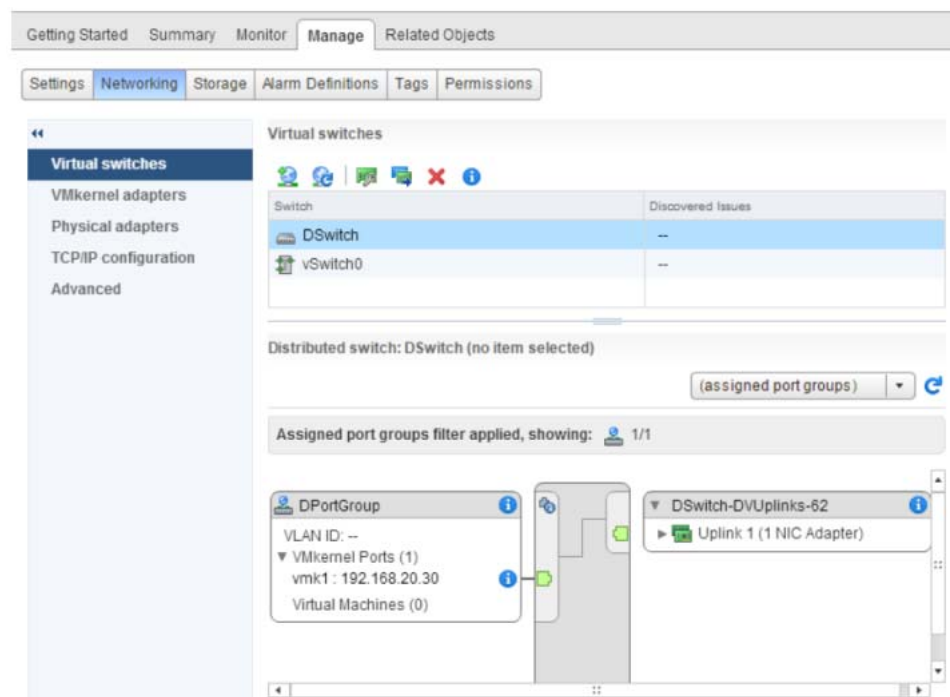 Getting Started Summary Monitor Manage Related Objects
Settings Networking Storage Alarm Definitions Tags Permissions
Virtual switches
VMkernel adapters
Physical adapters
TCP/IP configuration
Advanced
Virtual switches
Switch Discovered Issues
DSwitch --
vSwitch0 --
Distributed switch: DSwitch (no item selected)
(assigned port groups)
Assigned port groups filter applied, showing: 1/1
DPortGroup
VLAN ID: --
VMkernel Ports (1)
vmk1 : 192.168.20.30
Virtual Machines (0)
DSwitch-DVUplinks-62
Uplink 1 (1 NIC Adapter)